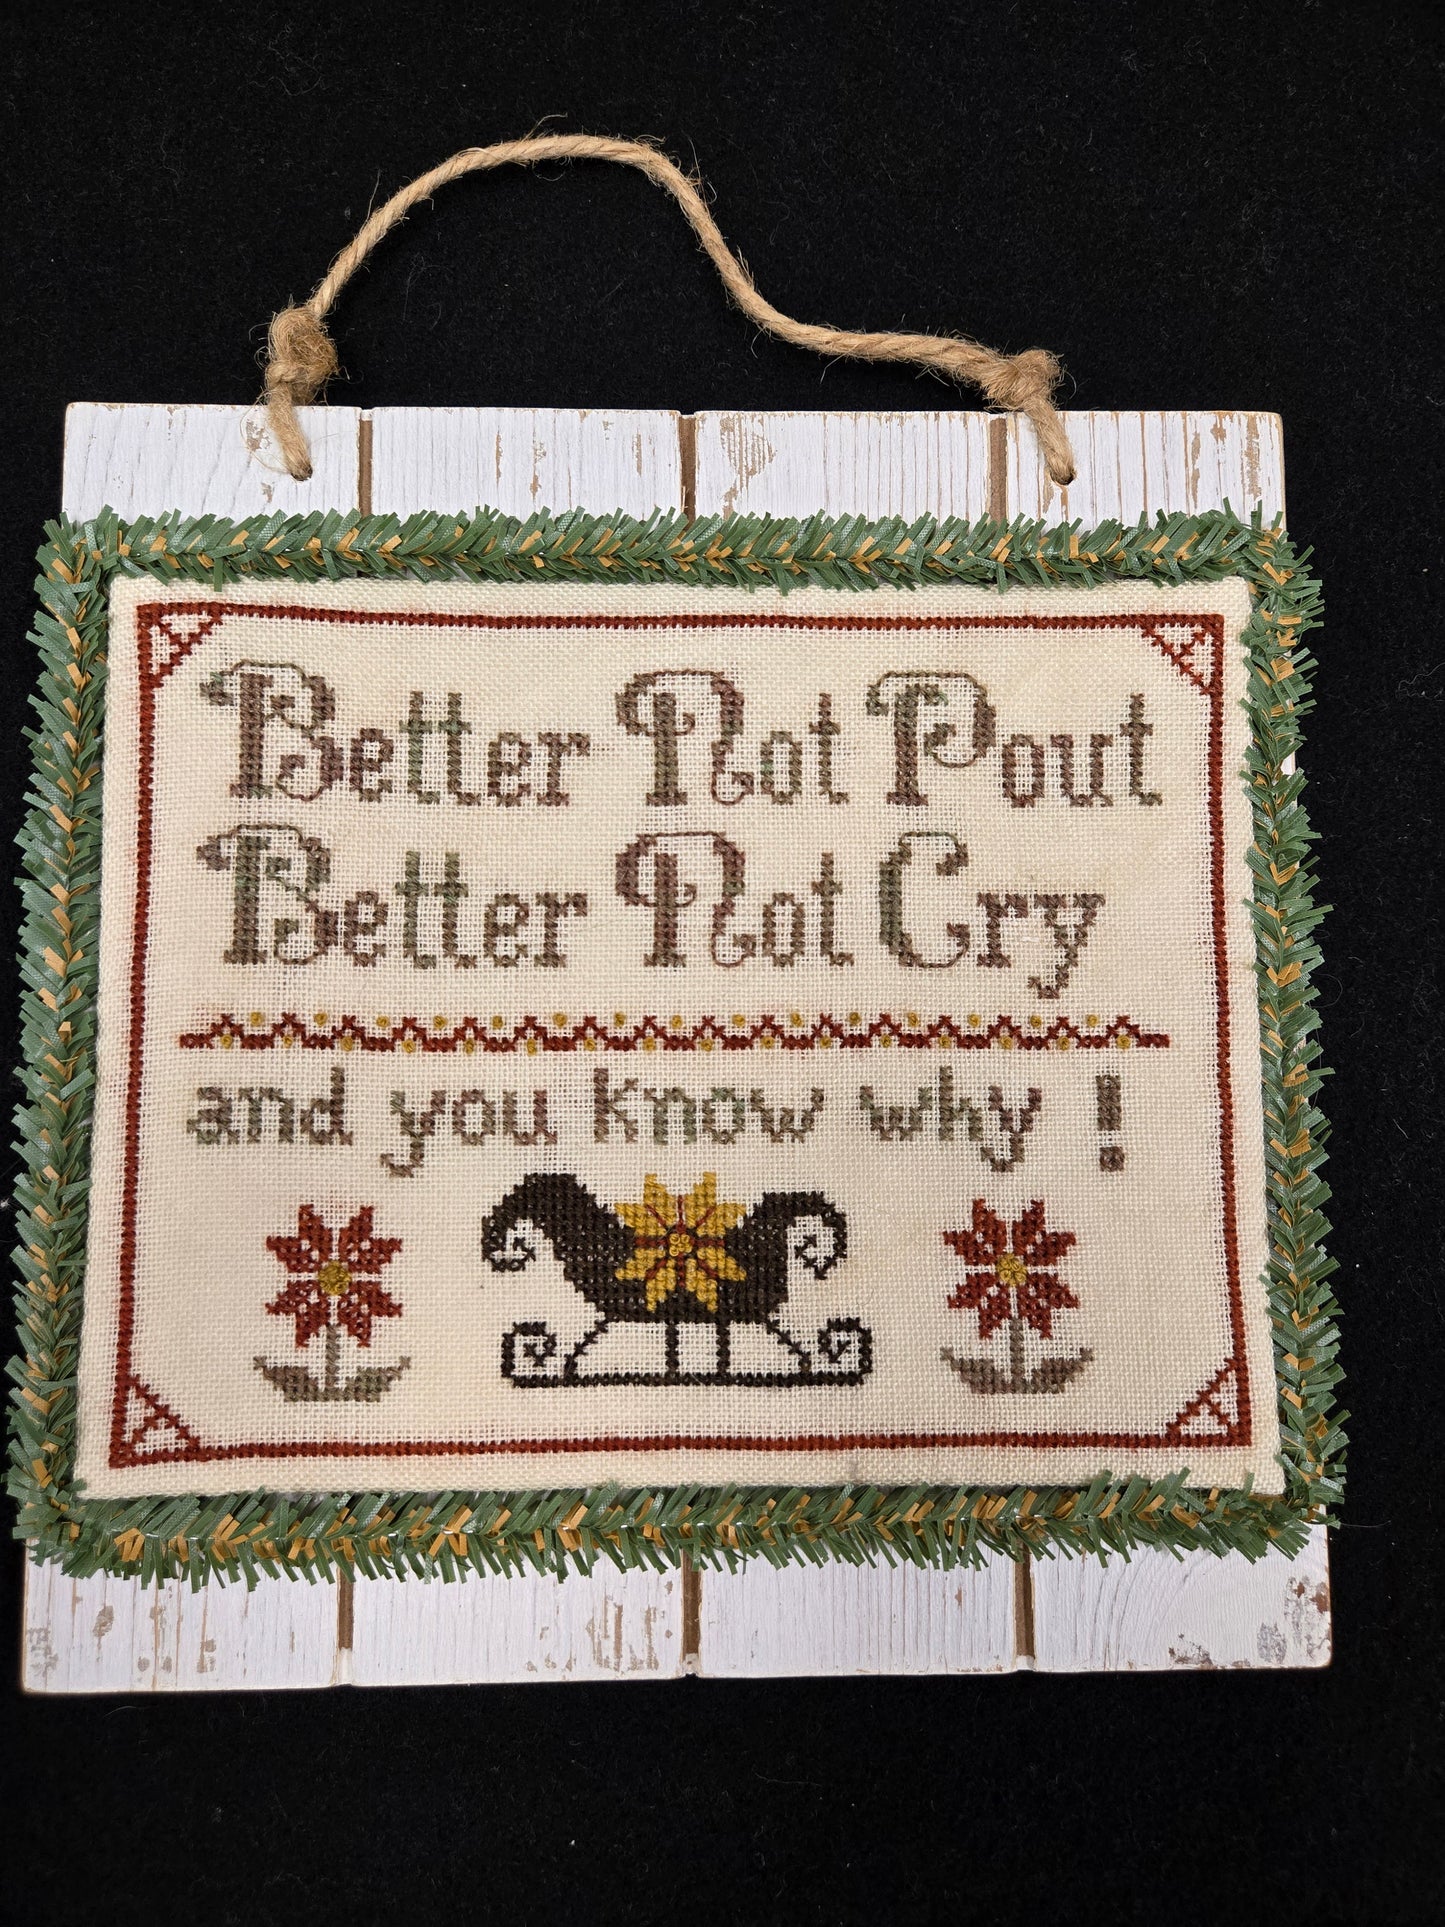 Better Not Pout
Better Not Cry
and you know why !